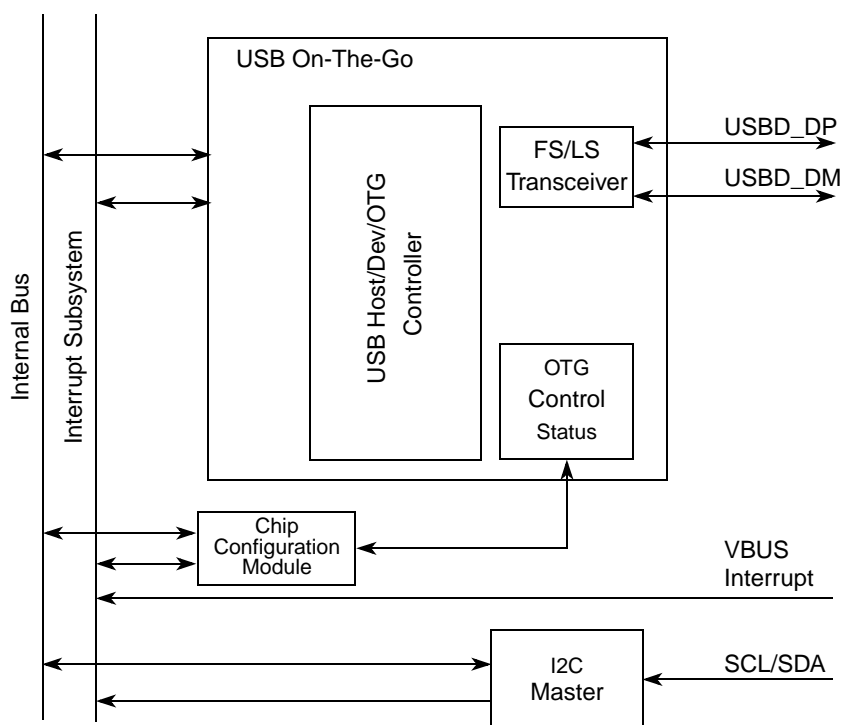 USB On-The-Go
USBD_DP
FS/LS
Transceiver
USBD_DM
USB Host/Dev/OTG
Controller
Internal Bus
Interrupt Subsystem
OTG
Control
Status
Chip
Configuration
Module
VBUS
Interrupt
I2C
Master
SCL/SDA